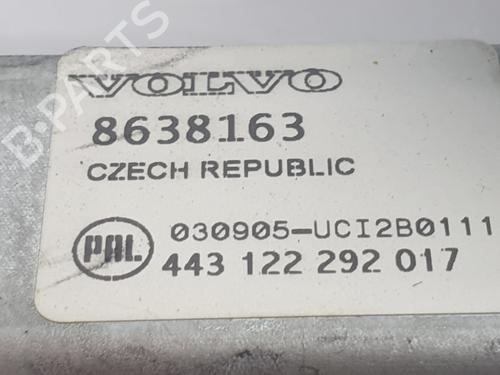 VOLVO
8638163
CZECH REPUBLIC
PAL
030905-UCI2B0111
443 122 292 017
B-PARTS